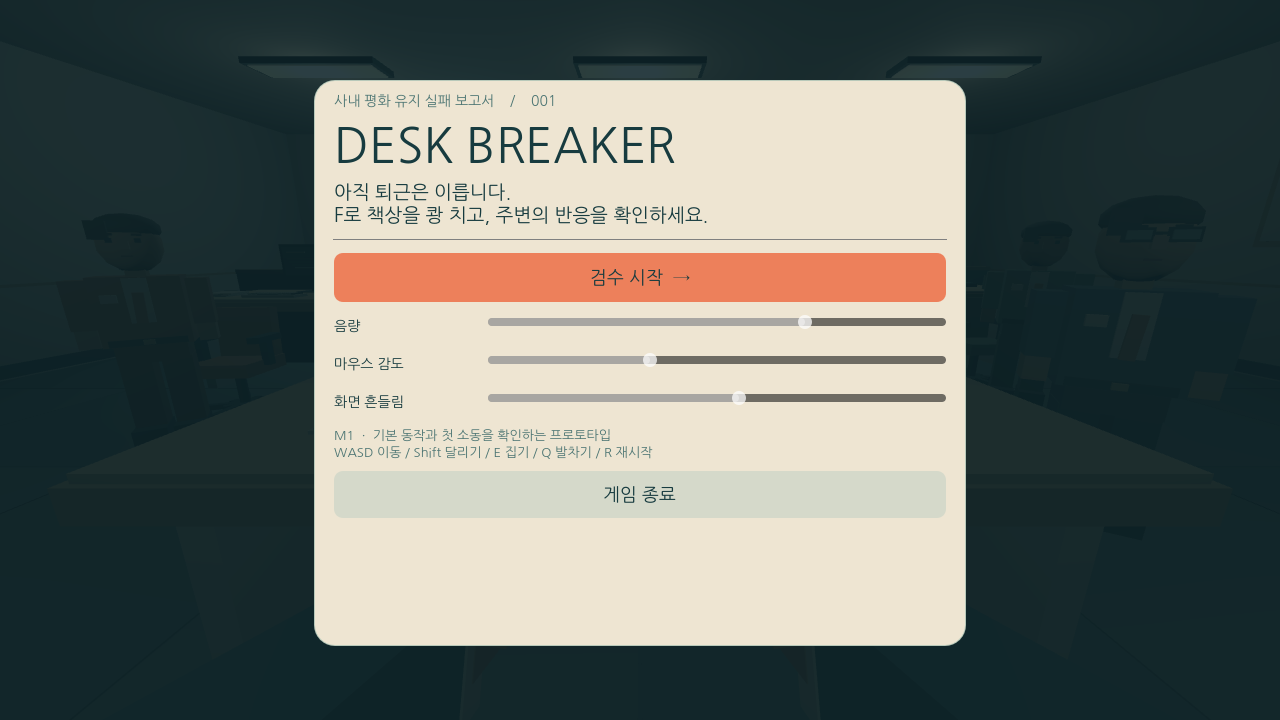 사내 평화 유지 실패 보고서 / 001
DESK BREAKER
아직 퇴근은 이릅니다.
F로 책상을 쾅 치고, 주변의 반응을 확인하세요.
검수 시작 →
음량
마우스 감도
화면 흔들림
M1 · 기본 동작과 첫 소동을 확인하는 프로토타입
WASD 이동 / Shift 달리기 / E 집기 / Q 발차기 / R 재시작
게임 종료